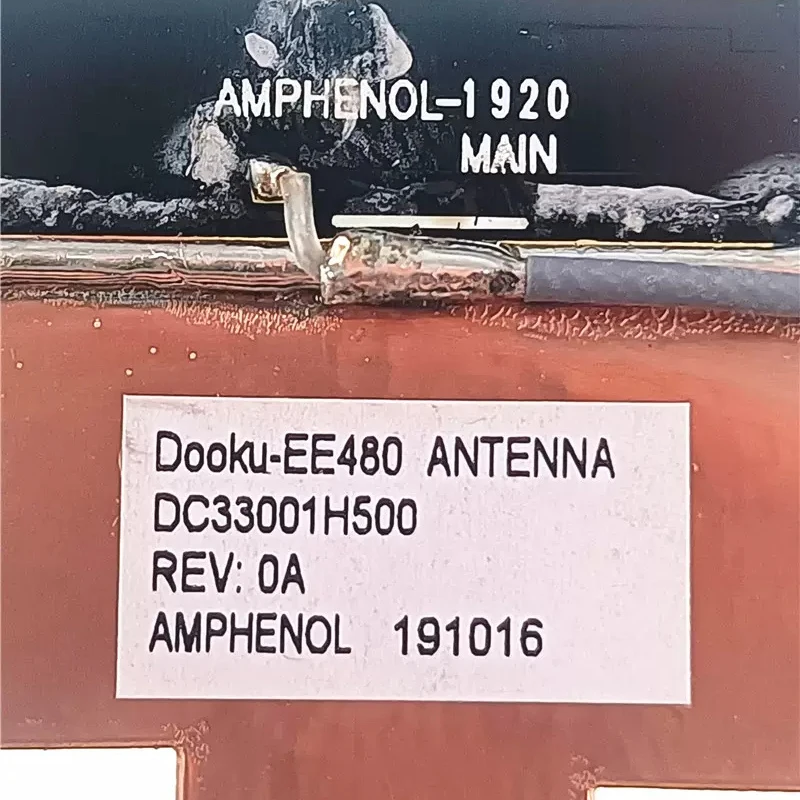 AMPHENOL-1920
MAIN
Dooku-EE480 ANTENNA
DC33001H500
REV: 0A
AMPHENOL 191016